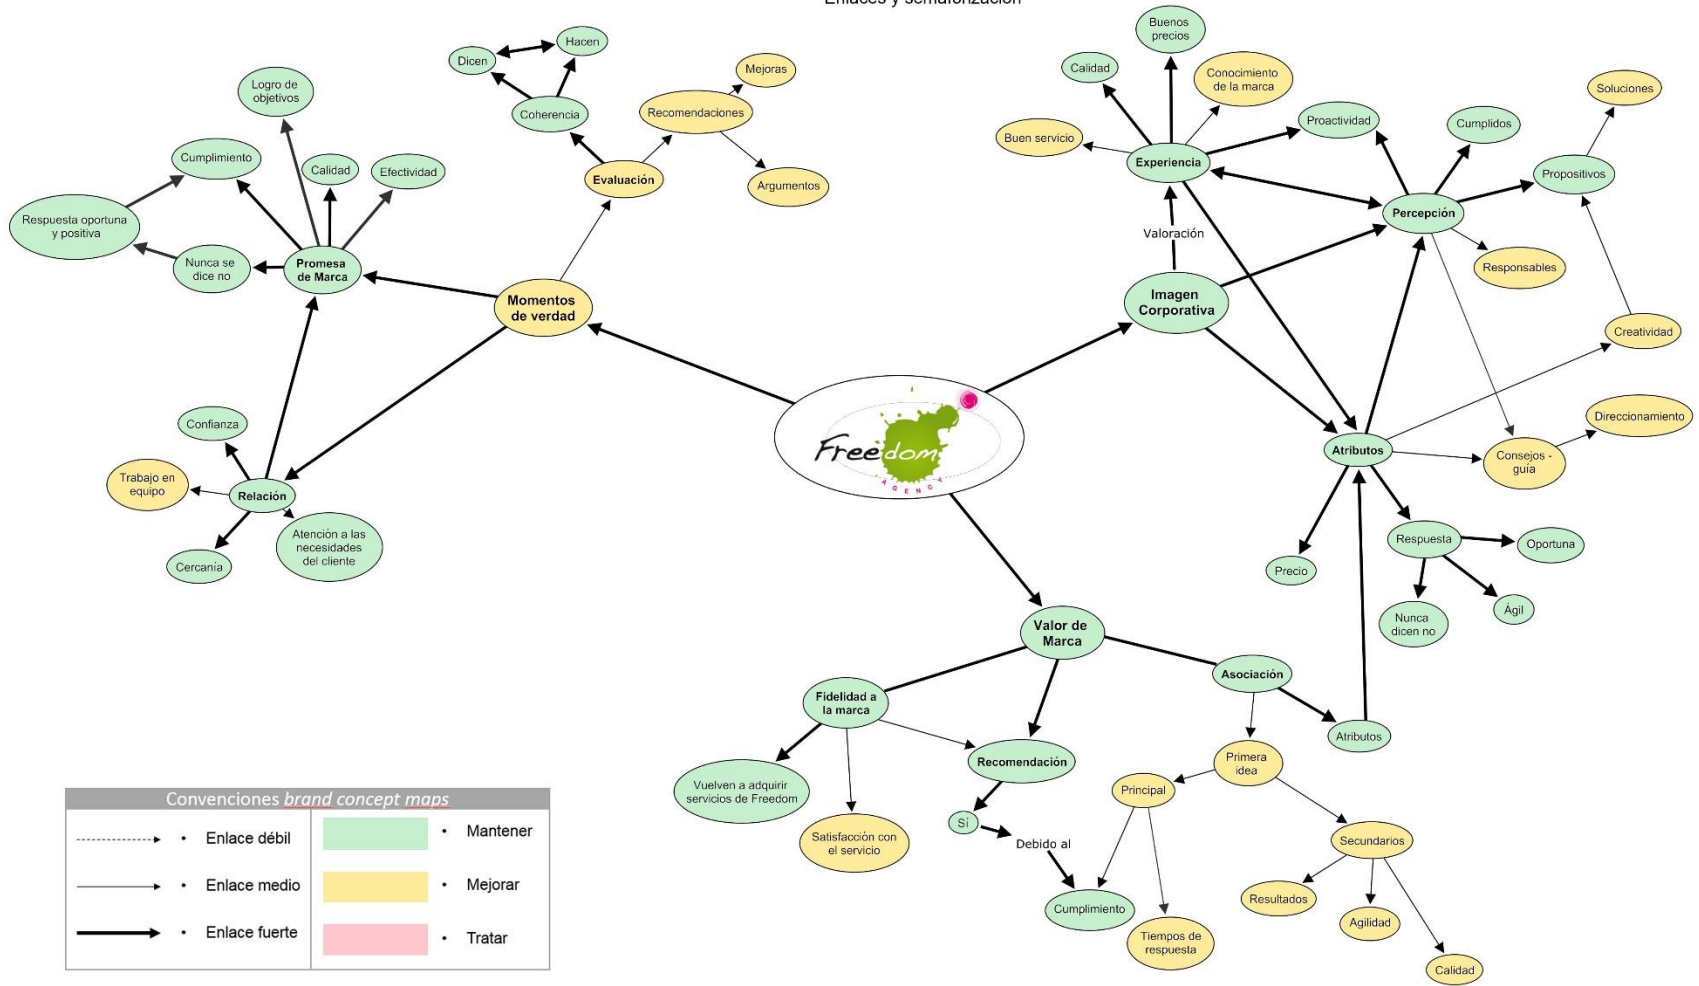 Enlaces y semaforización
Dicen
Hacen
Coherencia
Mejoras
Recomendaciones
Argumentos
Evaluación
Logro de
objetivos
Cumplimiento
Calidad
Efectividad
Respuesta oportuna
y positiva
Nunca se
dice no
Promesa
de Marca
Momentos
de verdad
Confianza
Trabajo en
equipo
Relación
Cercanía
Atención a las
necesidades
del cliente
Buenos
precios
Calidad
Conocimiento
de la marca
Buen servicio
Experiencia
Proactividad
Cumplidos
Soluciones
Propositivos
Percepción
Valoración
Responsables
Imagen
Corporativa
Creatividad
Direccionamiento
Consejos -
guía
Atributos
Respuesta
Oportuna
Precio
Nunca
dicen no
Ágil
Freedom
AGENCY
Valor de
Marca
Asociación
Fidelidad a
la marca
Atributos
Recomendación
Primera
idea
Vuelven a adquirir
servicios de Freedom
Principal
Satisfacción con
el servicio
Sí
Debido al
Secundarios
Cumplimiento
Resultados
Agilidad
Tiempos de
respuesta
Calidad
Convenciones brand concept maps
• Enlace débil
• Mantener
• Enlace medio
• Mejorar
• Enlace fuerte
• Tratar